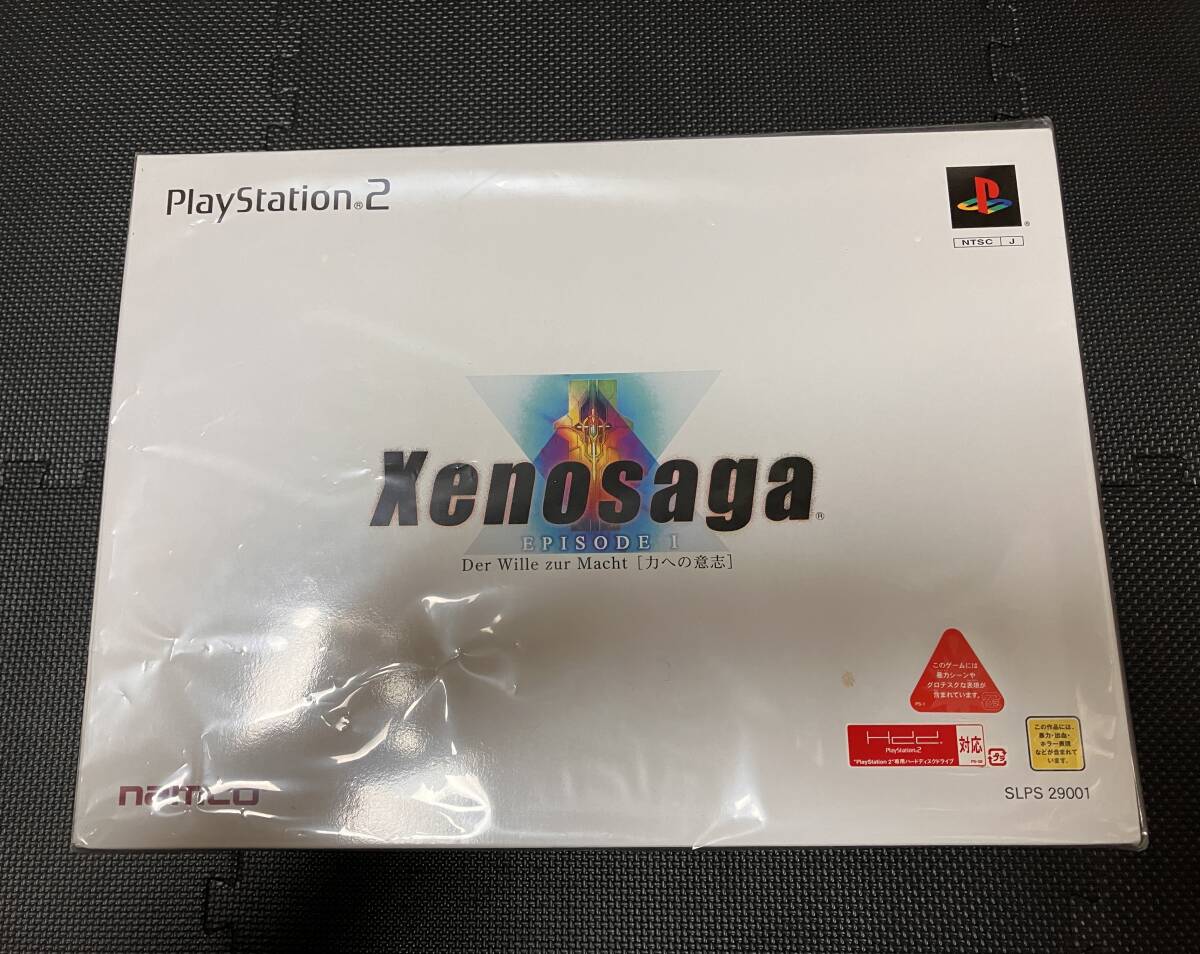 PlayStation®2
®
NTSC J
Xenosaga®
EPISODE I
Der Wille zur Macht [力への意志]
このゲームには
暴力シーンや
グロテスクな表現が
含まれています。
PS-1
Hdd
PlayStation®2
対応
"PlayStation 2"専用ハードディスクドライブ
この作品には、
暴力・出血・
ホラー表現
などが含まれて
います。
namco
SLPS 29001